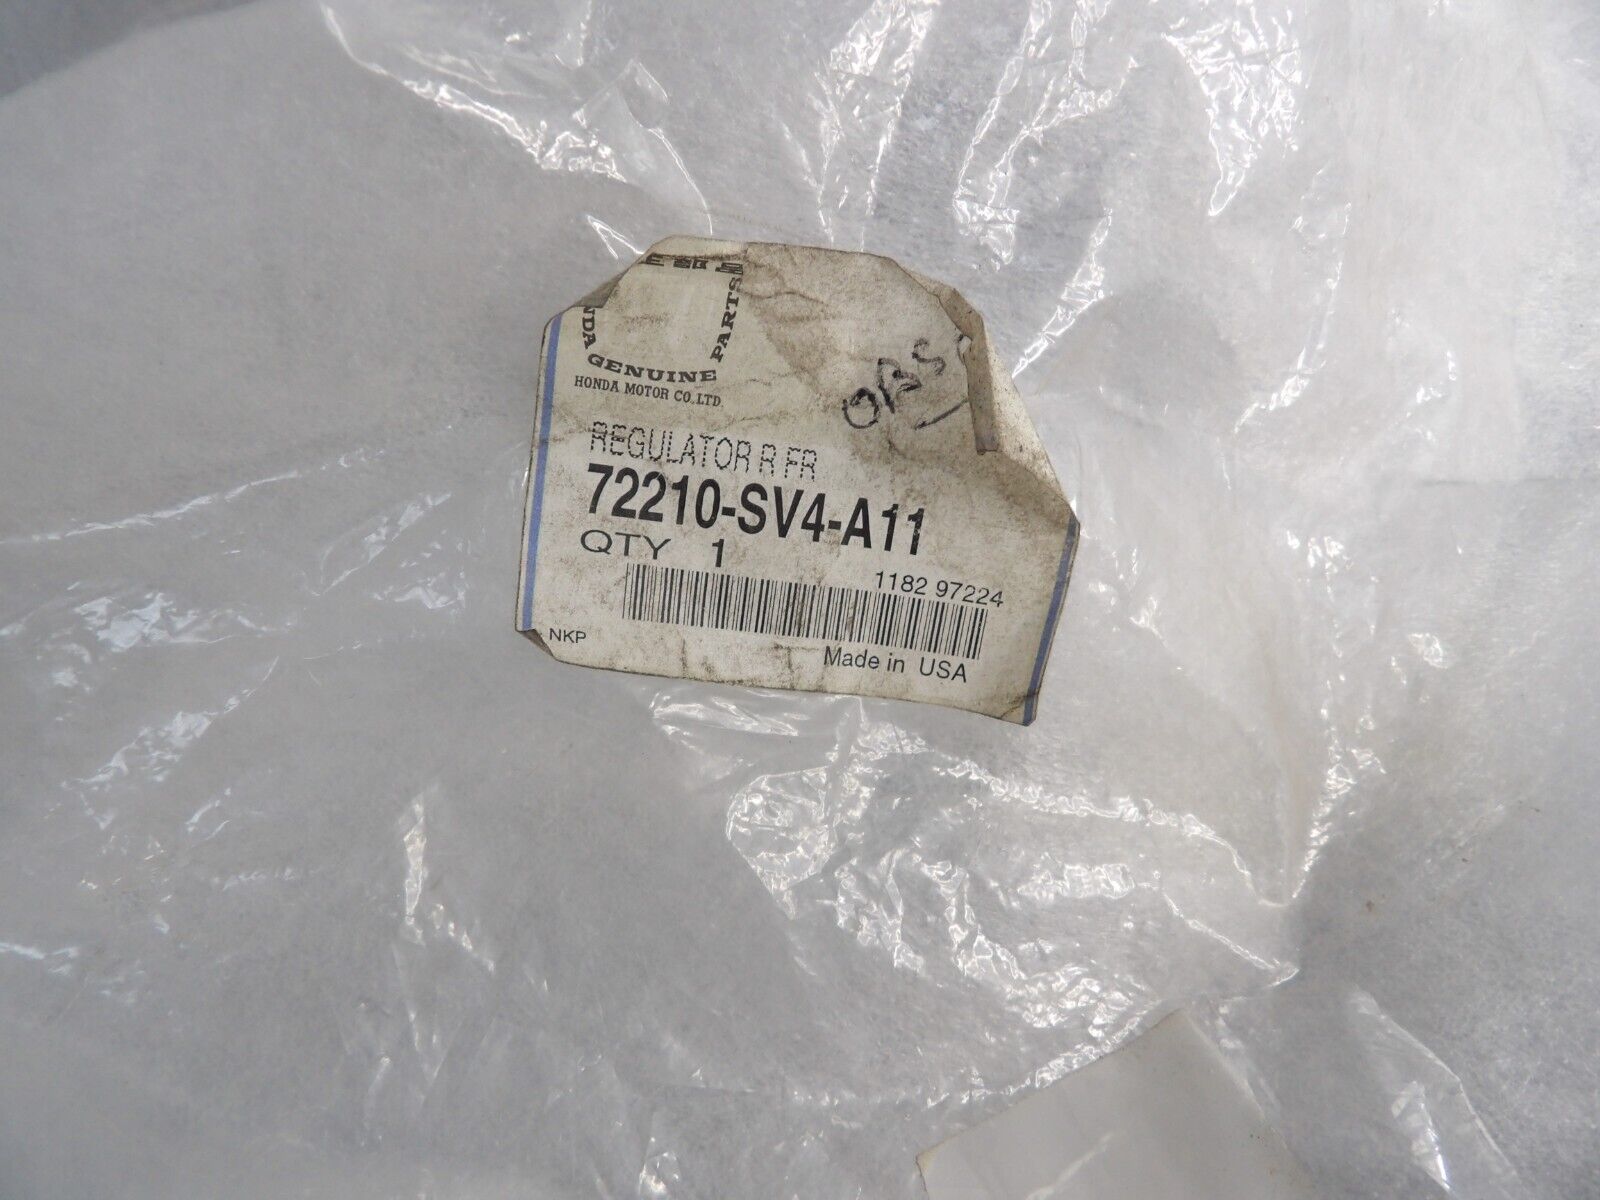 GENUINE PARTS
HONDA MOTOR CO.,LTD.
OBS
REGULATOR R FR
72210-SV4-A11
QTY 1
1182 97224
NKP
Made in USA